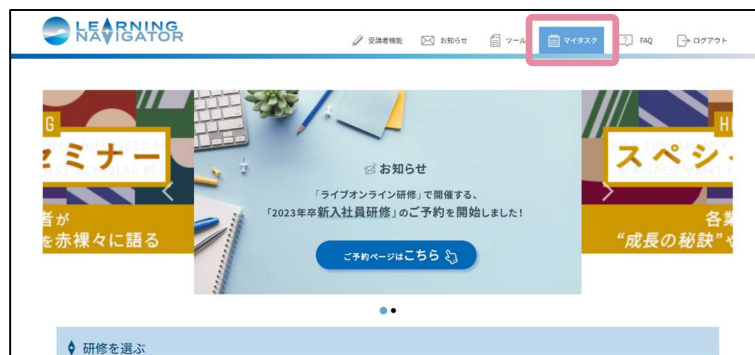 LEARNING
NAVIGATOR
受講者機能
お知らせ
ツール
マイタスク
FAQ
ログアウト
G
セミナー
者が
を赤裸々に語る
お知らせ
「ライブオンライン研修」で開催する、
「2023年卒新入社員研修」のご予約を開始しました!
ご予約ページはこちら
スペシ
各業
“成長の秘訣”や
研修を選ぶ